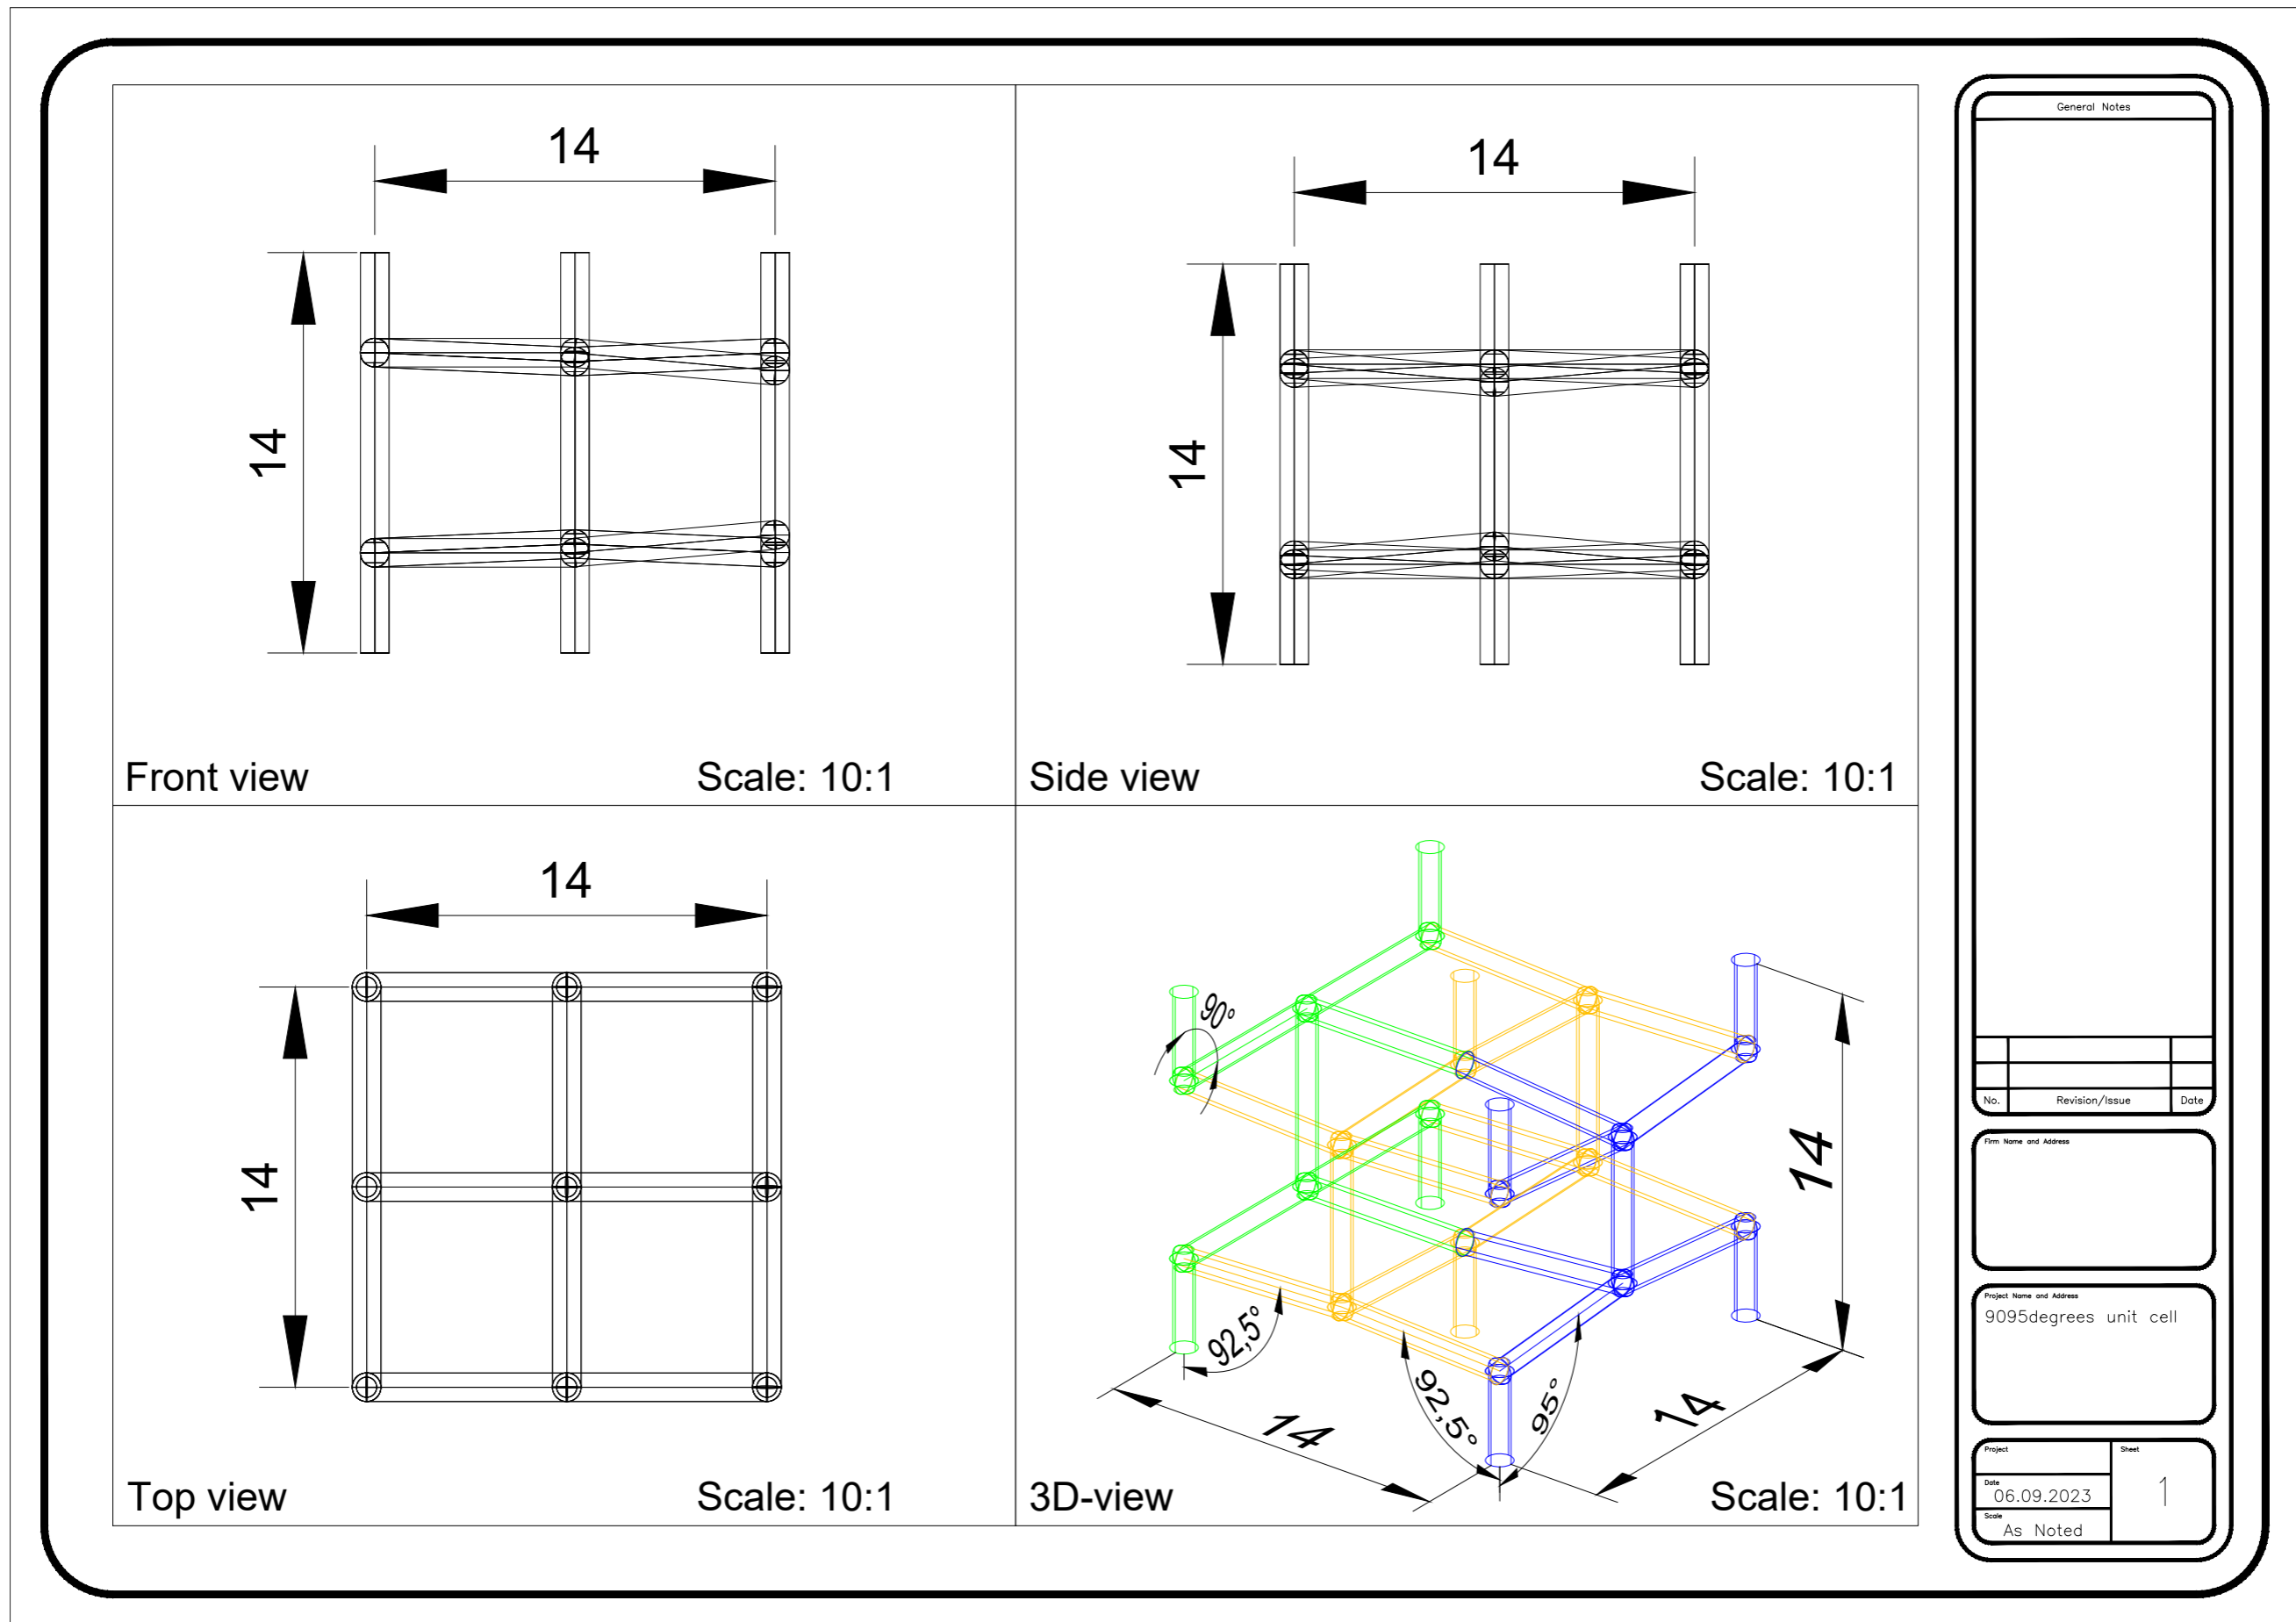 14
14
Front view
Scale: 10:1
14
14
Side view
Scale: 10:1
14
14
Top view
Scale: 10:1
90°
92,5°
92,5°
95°
14
14
14
3D-view
Scale: 10:1
General Notes
No.
Revision/Issue
Date
Firm Name and Address
Project Name and Address
9095degrees unit cell
Project
Sheet
Date
06.09.2023
1
Scale
As Noted